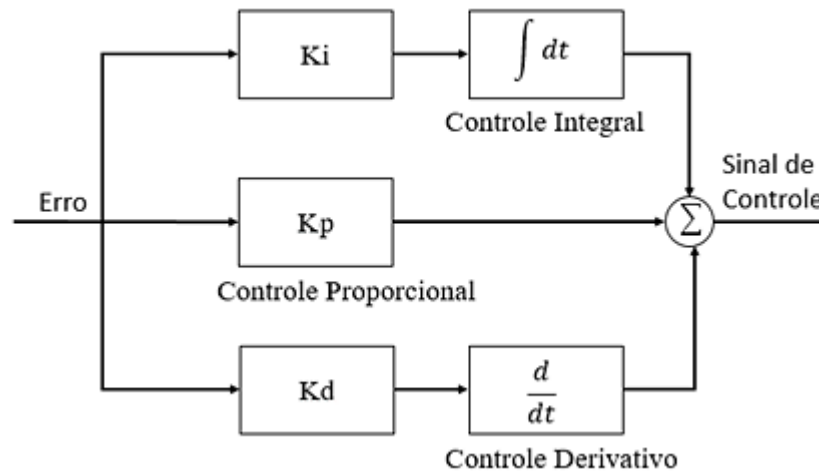 Ki
∫ dt
Controle Integral
Erro
Kp
Σ
Sinal de
Controle
Controle Proporcional
Kd
d
dt
Controle Derivativo